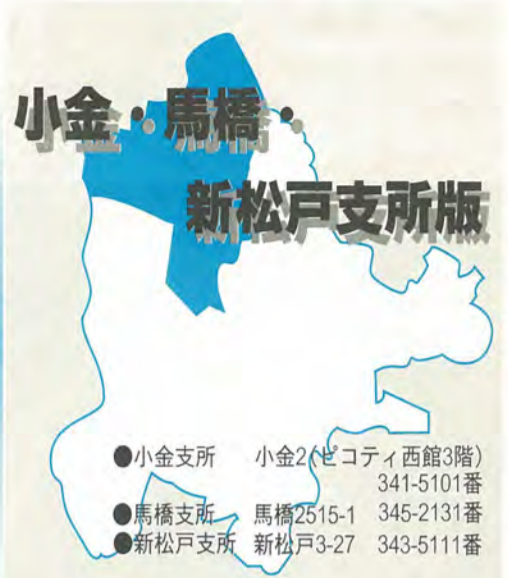 小金・馬橋・
新松戸支所版
●小金支所 小金2(ピコティ西館3階)
341-5101番
●馬橋支所 馬橋2515-1 345-2131番
●新松戸支所 新松戸3-27 343-5111番